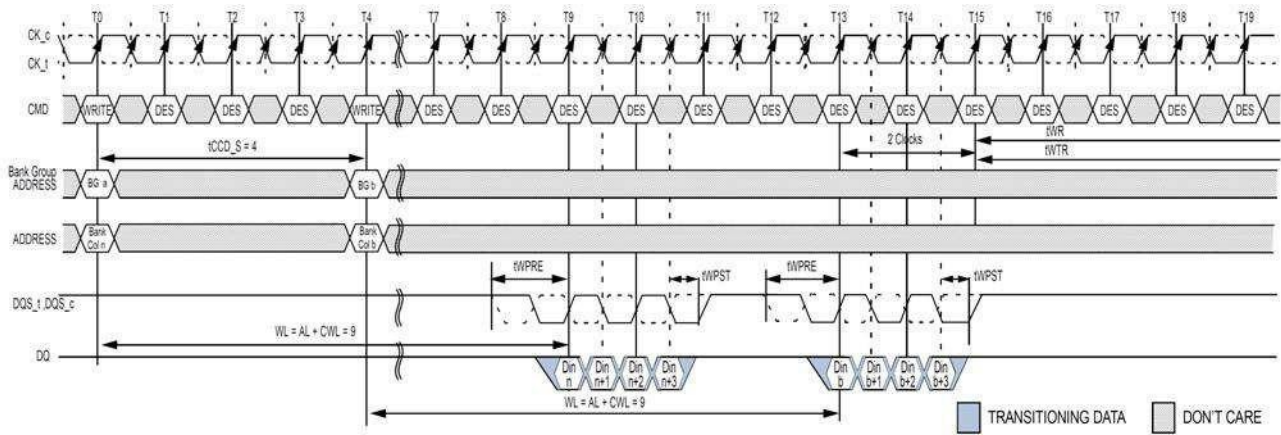 T0 T1 T2 T3 T4 T7 T8 T9 T10 T11 T12 T13 T14 T15 T16 T17 T18 T19
CK_c
CK_t
CMD WRITE DES DES DES WRITE DES DES DES DES DES DES DES DES DES DES DES DES DES
tCCD_S = 4
2 Clocks
tWR
tWTR
Bank Group
ADDRESS
BG a BG b
ADDRESS
Bank
Col n
Bank
Col b
tWPRE tWPST tWPRE tWPST
DQS_t ,DQS_c
WL = AL + CWL = 9
DQ
Din
n
Din
n+1
Din
n+2
Din
n+3
Din
b
Din
b+1
Din
b+2
Din
b+3
WL = AL + CWL = 9
TRANSITIONING DATA
DON'T CARE